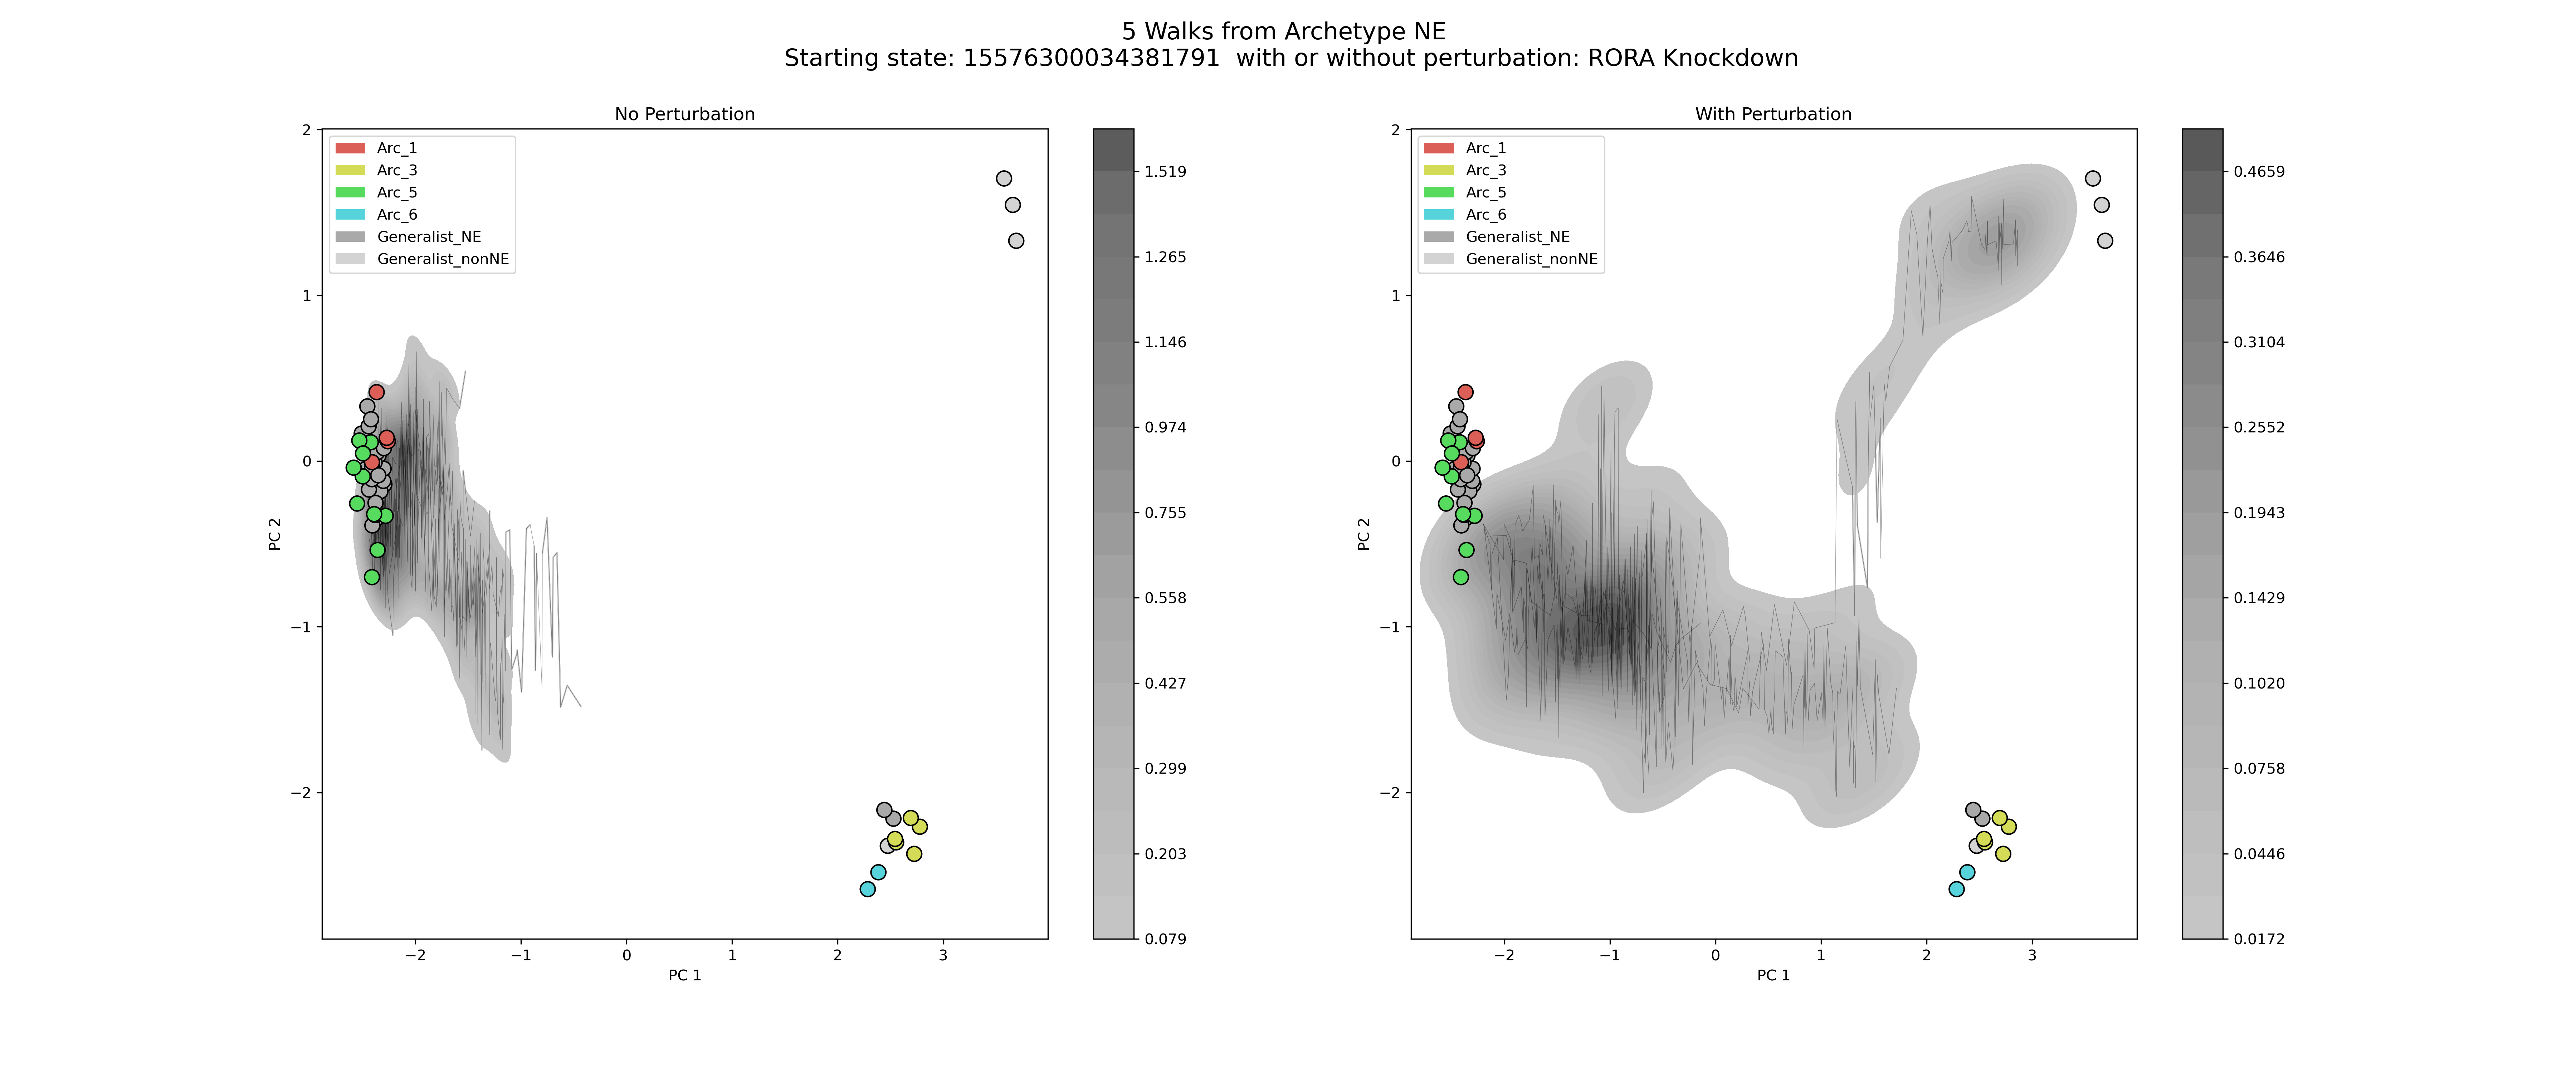 5 Walks from Archetype NE
Starting state: 15576300034381791  with or without perturbation: RORA Knockdown
No Perturbation
Arc_1
Arc_3
Arc_5
Arc_6
Generalist_NE
Generalist_nonNE
2
1
0
−1
−2
PC 2
−2
−1
0
1
2
3
PC 1
1.519
1.265
1.146
0.974
0.755
0.558
0.427
0.299
0.203
0.079
With Perturbation
Arc_1
Arc_3
Arc_5
Arc_6
Generalist_NE
Generalist_nonNE
2
1
0
−1
−2
PC 2
−2
−1
0
1
2
3
PC 1
0.4659
0.3646
0.3104
0.2552
0.1943
0.1429
0.1020
0.0758
0.0446
0.0172